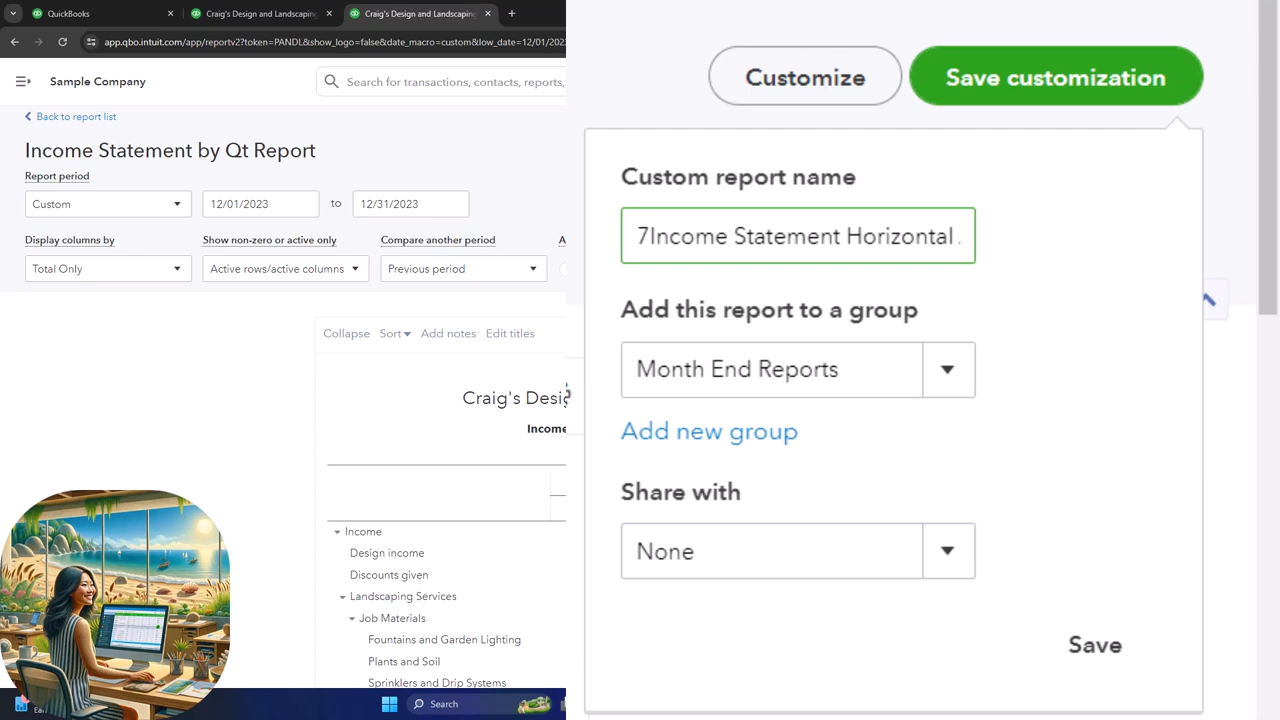 QuickBooks
Craig's Design and Landscaping
Craig's Design and Landscaping
app.qbo.intuit.com/app/reportv2?token=PANDL&show_logo=false&date_macro=custom&low_date=12/01/2023
Sample Company
Search for transactions, contacts, reports,
Back to report list
Income Statement by Qt Report
Report period
Custom
12/01/2023
to
12/31/2023
Display columns by
Show non-zero or active only
Compare another period
A
Total Only
Active rows/active columns
Previous period
Collapse
Sort
Add notes
Edit titles
Craig's Desig
Income
Income
Design income
Discounts given
Landscaping Services
Job Materials
Fountains and Garden Lighting
Plants and Soil
Sprinklers and Drip Systems
Search
Customize
Save customization
Custom report name
7Income Statement Horizontal
Add this report to a group
Month End Reports
Add new group
Share with
None
Save